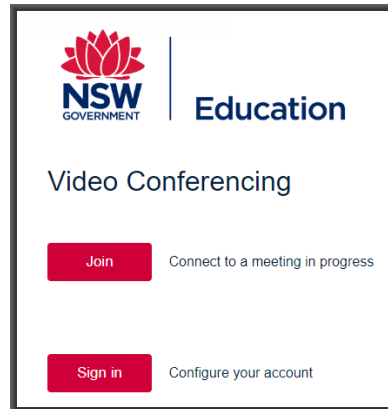 NSW
GOVERNMENT
Education
Video Conferencing
Join Connect to a meeting in progress
Sign in Configure your account